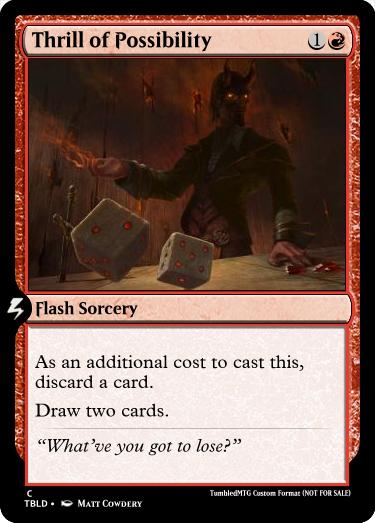 Thrill of Possibility 1
Flash Sorcery
As an additional cost to cast this,
discard a card.
Draw two cards.
“What’ve you got to lose?”
C
TBLD • Matt Cowdery
TumbledMTG Custom Format (NOT FOR SALE)